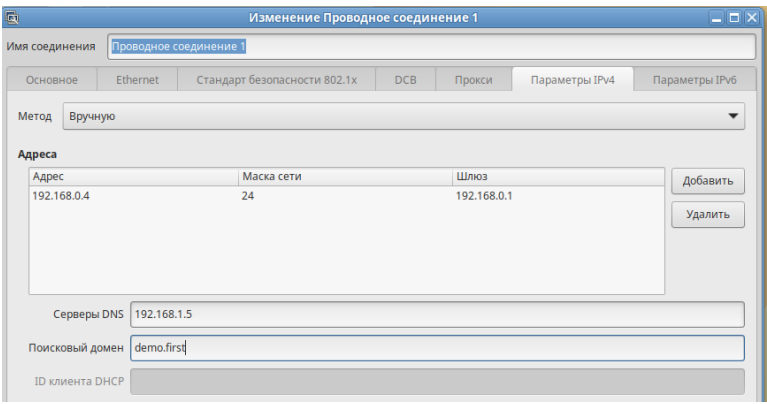 Изменение Проводное соединение 1
Имя соединения Проводное соединение 1
Основное Ethernet Стандарт безопасности 802.1x DCB Прокси Параметры IPv4 Параметры IPv6
Метод Вручную
Адреса
Адрес Маска сети Шлюз
192.168.0.4 24 192.168.0.1
Добавить
Удалить
Серверы DNS 192.168.1.5
Поисковый домен demo.first
ID клиента DHCP